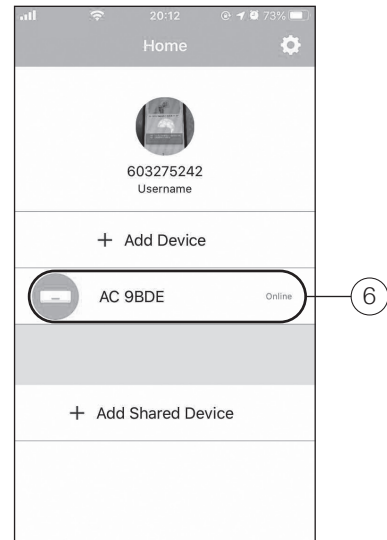 20:12 73%
Home
603275242
Username
+ Add Device
AC 9BDE Online
6
+ Add Shared Device